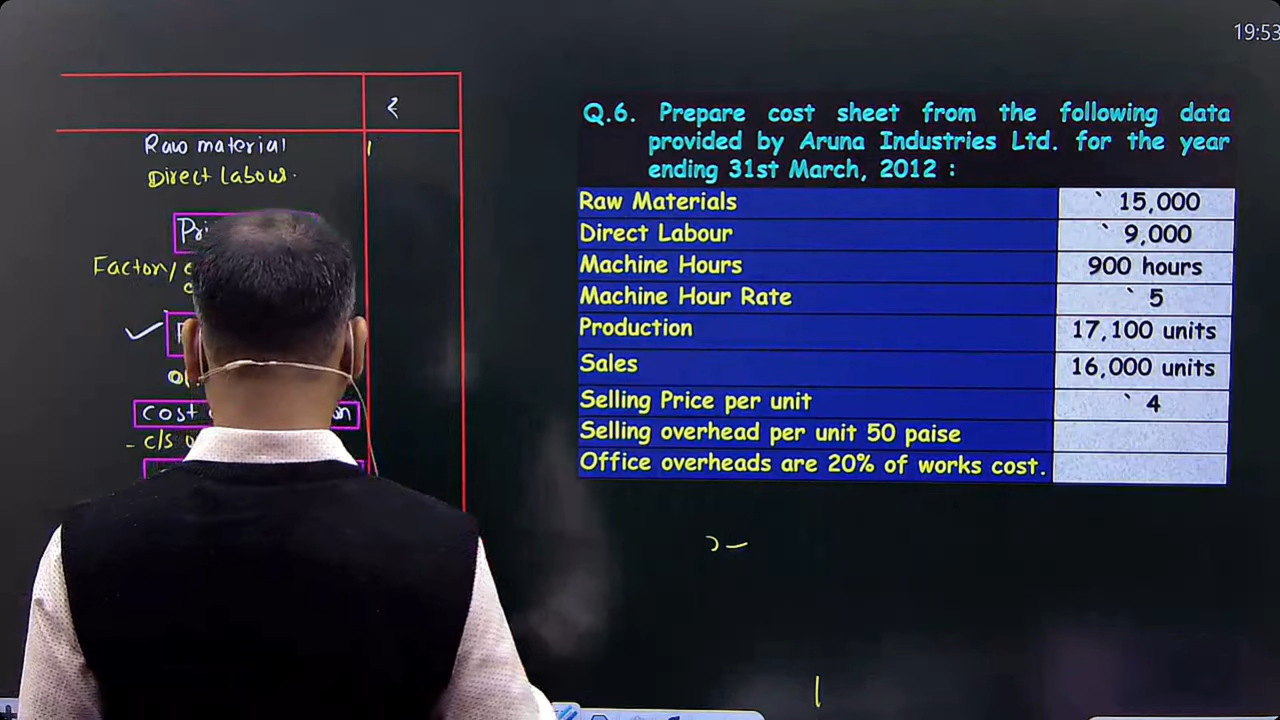 19:53
₹
Raw material
Direct Labour.
Factory
cost
- C/S
Q.6. Prepare cost sheet from the following data
provided by Aruna Industries Ltd. for the year
ending 31st March, 2012 :
Raw Materials ` 15,000
Direct Labour ` 9,000
Machine Hours 900 hours
Machine Hour Rate ` 5
Production 17,100 units
Sales 16,000 units
Selling Price per unit ` 4
Selling overhead per unit 50 paise
Office overheads are 20% of works cost.